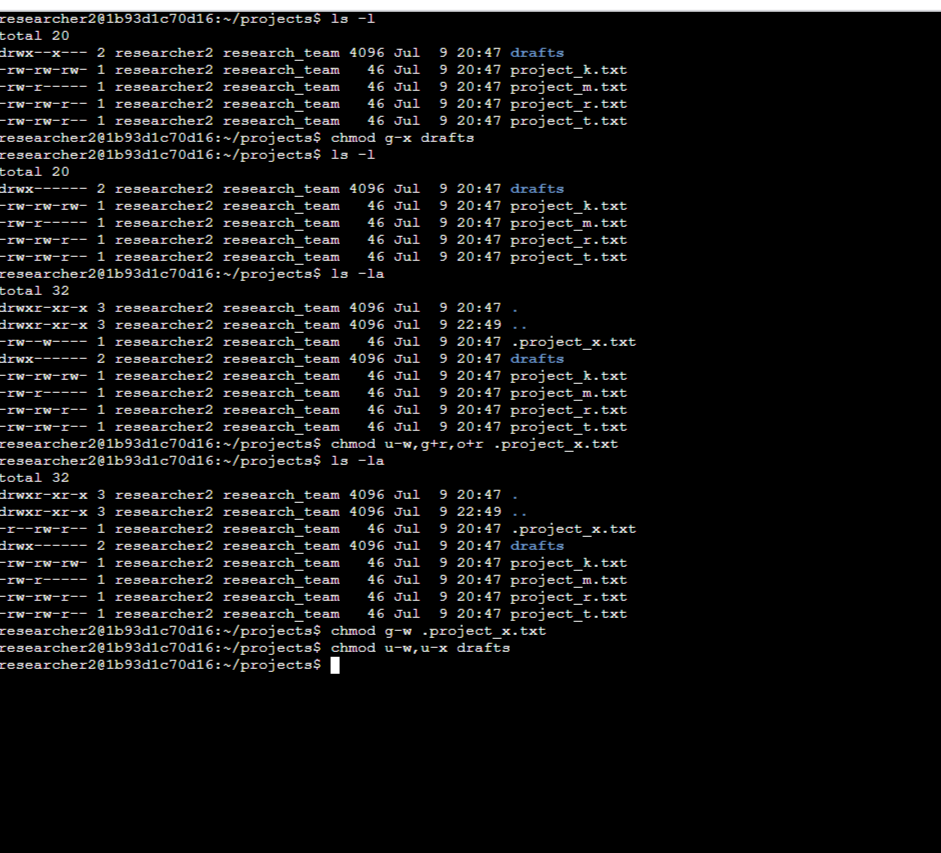 researcher2@1b93d1c70d16:~/projects$ ls -l
total 20
drwx--x--- 2 researcher2 research_team 4096 Jul  9 20:47 drafts
-rw-rw-rw- 1 researcher2 research_team   46 Jul  9 20:47 project_k.txt
-rw-r----- 1 researcher2 research_team   46 Jul  9 20:47 project_m.txt
-rw-rw-r-- 1 researcher2 research_team   46 Jul  9 20:47 project_r.txt
-rw-rw-r-- 1 researcher2 research_team   46 Jul  9 20:47 project_t.txt
researcher2@1b93d1c70d16:~/projects$ chmod g-x drafts
researcher2@1b93d1c70d16:~/projects$ ls -l
total 20
drwx------ 2 researcher2 research_team 4096 Jul  9 20:47 drafts
-rw-rw-rw- 1 researcher2 research_team   46 Jul  9 20:47 project_k.txt
-rw-r----- 1 researcher2 research_team   46 Jul  9 20:47 project_m.txt
-rw-rw-r-- 1 researcher2 research_team   46 Jul  9 20:47 project_r.txt
-rw-rw-r-- 1 researcher2 research_team   46 Jul  9 20:47 project_t.txt
researcher2@1b93d1c70d16:~/projects$ ls -la
total 32
drwxr-xr-x 3 researcher2 research_team 4096 Jul  9 20:47 .
drwxr-xr-x 3 researcher2 research_team 4096 Jul  9 22:49 ..
-rw--w---- 1 researcher2 research_team   46 Jul  9 20:47 .project_x.txt
drwx------ 2 researcher2 research_team 4096 Jul  9 20:47 drafts
-rw-rw-rw- 1 researcher2 research_team   46 Jul  9 20:47 project_k.txt
-rw-r----- 1 researcher2 research_team   46 Jul  9 20:47 project_m.txt
-rw-rw-r-- 1 researcher2 research_team   46 Jul  9 20:47 project_r.txt
-rw-rw-r-- 1 researcher2 research_team   46 Jul  9 20:47 project_t.txt
researcher2@1b93d1c70d16:~/projects$ chmod u-w,g+r,o+r .project_x.txt
researcher2@1b93d1c70d16:~/projects$ ls -la
total 32
drwxr-xr-x 3 researcher2 research_team 4096 Jul  9 20:47 .
drwxr-xr-x 3 researcher2 research_team 4096 Jul  9 22:49 ..
-r--rw-r-- 1 researcher2 research_team   46 Jul  9 20:47 .project_x.txt
drwx------ 2 researcher2 research_team 4096 Jul  9 20:47 drafts
-rw-rw-rw- 1 researcher2 research_team   46 Jul  9 20:47 project_k.txt
-rw-r----- 1 researcher2 research_team   46 Jul  9 20:47 project_m.txt
-rw-rw-r-- 1 researcher2 research_team   46 Jul  9 20:47 project_r.txt
-rw-rw-r-- 1 researcher2 research_team   46 Jul  9 20:47 project_t.txt
researcher2@1b93d1c70d16:~/projects$ chmod g-w .project_x.txt
researcher2@1b93d1c70d16:~/projects$ chmod u-w,u-x drafts
researcher2@1b93d1c70d16:~/projects$